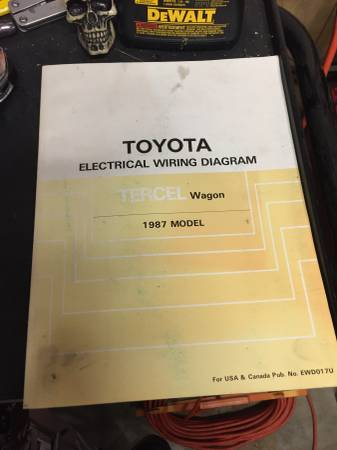 DEWALT
TOYOTA
ELECTRICAL WIRING DIAGRAM
TERCEL Wagon
1987 MODEL
For USA & Canada Pub. No. EWD017U